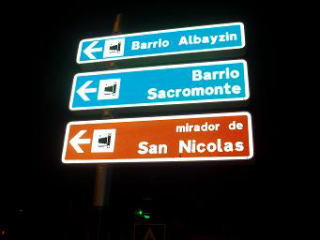 Barrio Albayzin
Barrio
Sacromonte
mirador de
San Nicolas